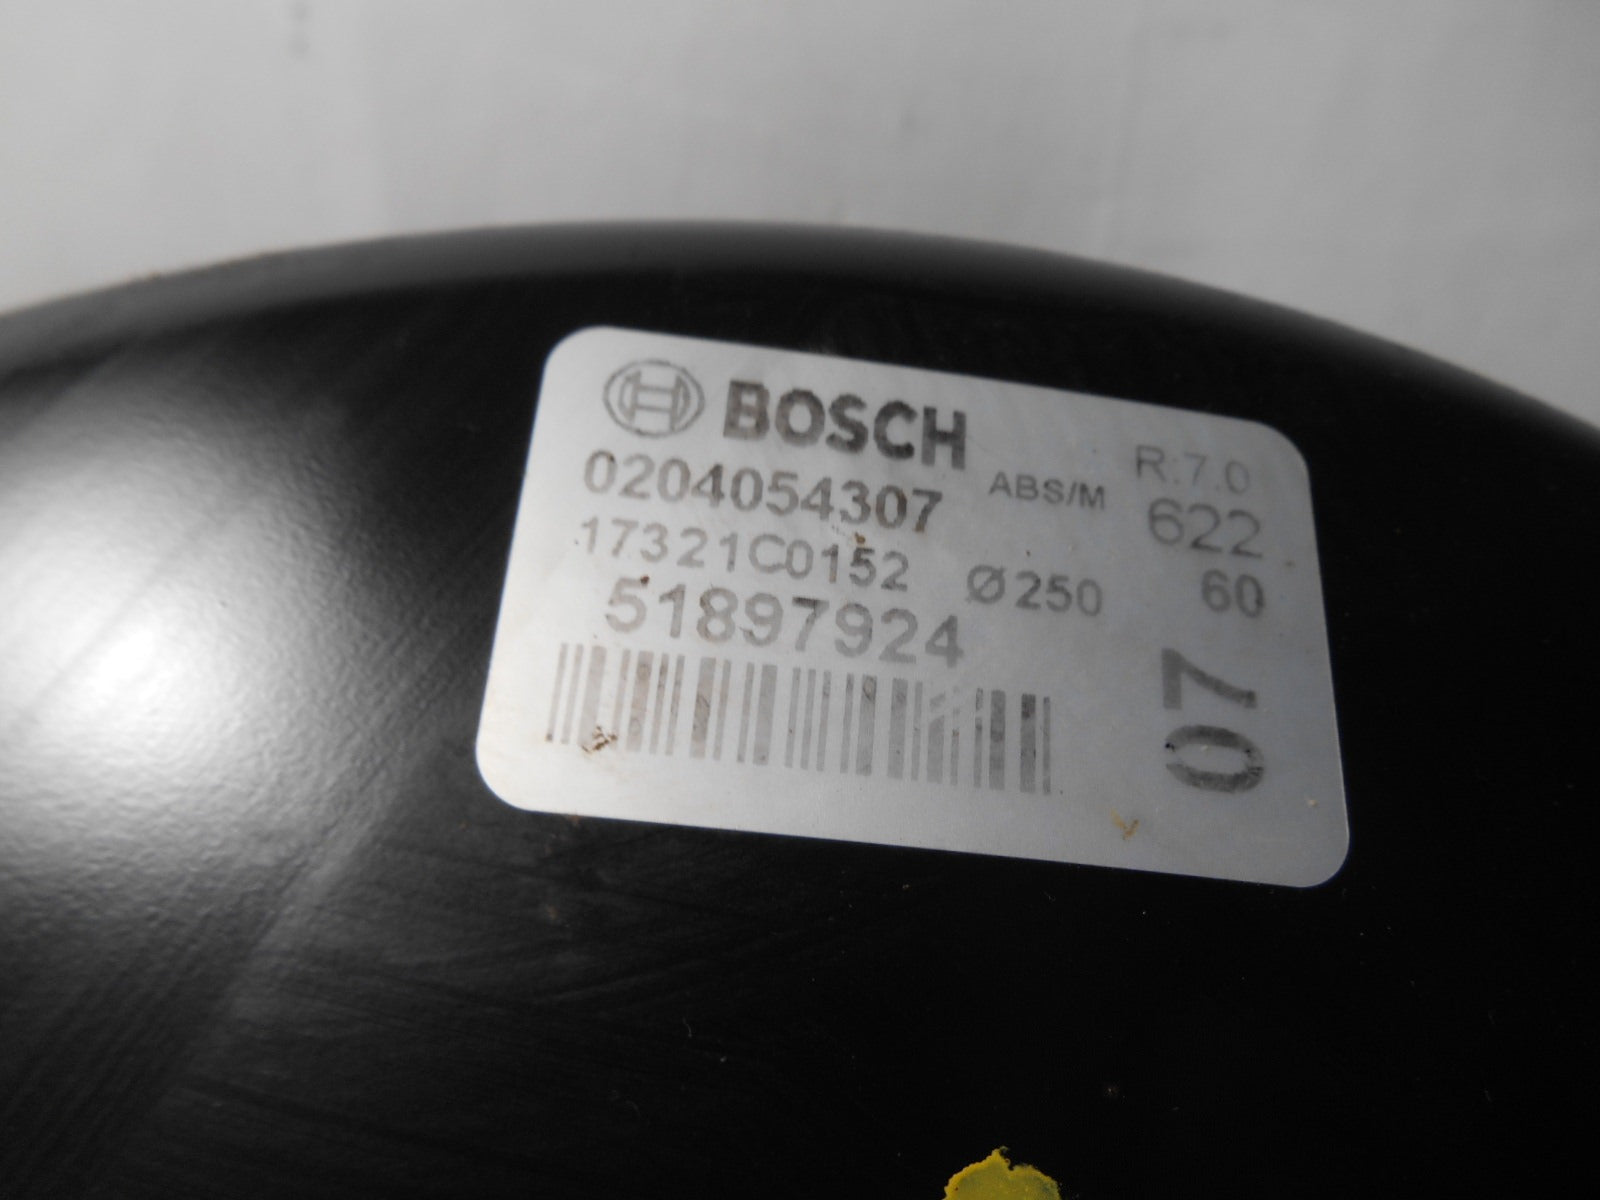 BOSCH
R:7.0
0204054307 ABS/M 622
17321C0152 Ø250 60
51897924
07